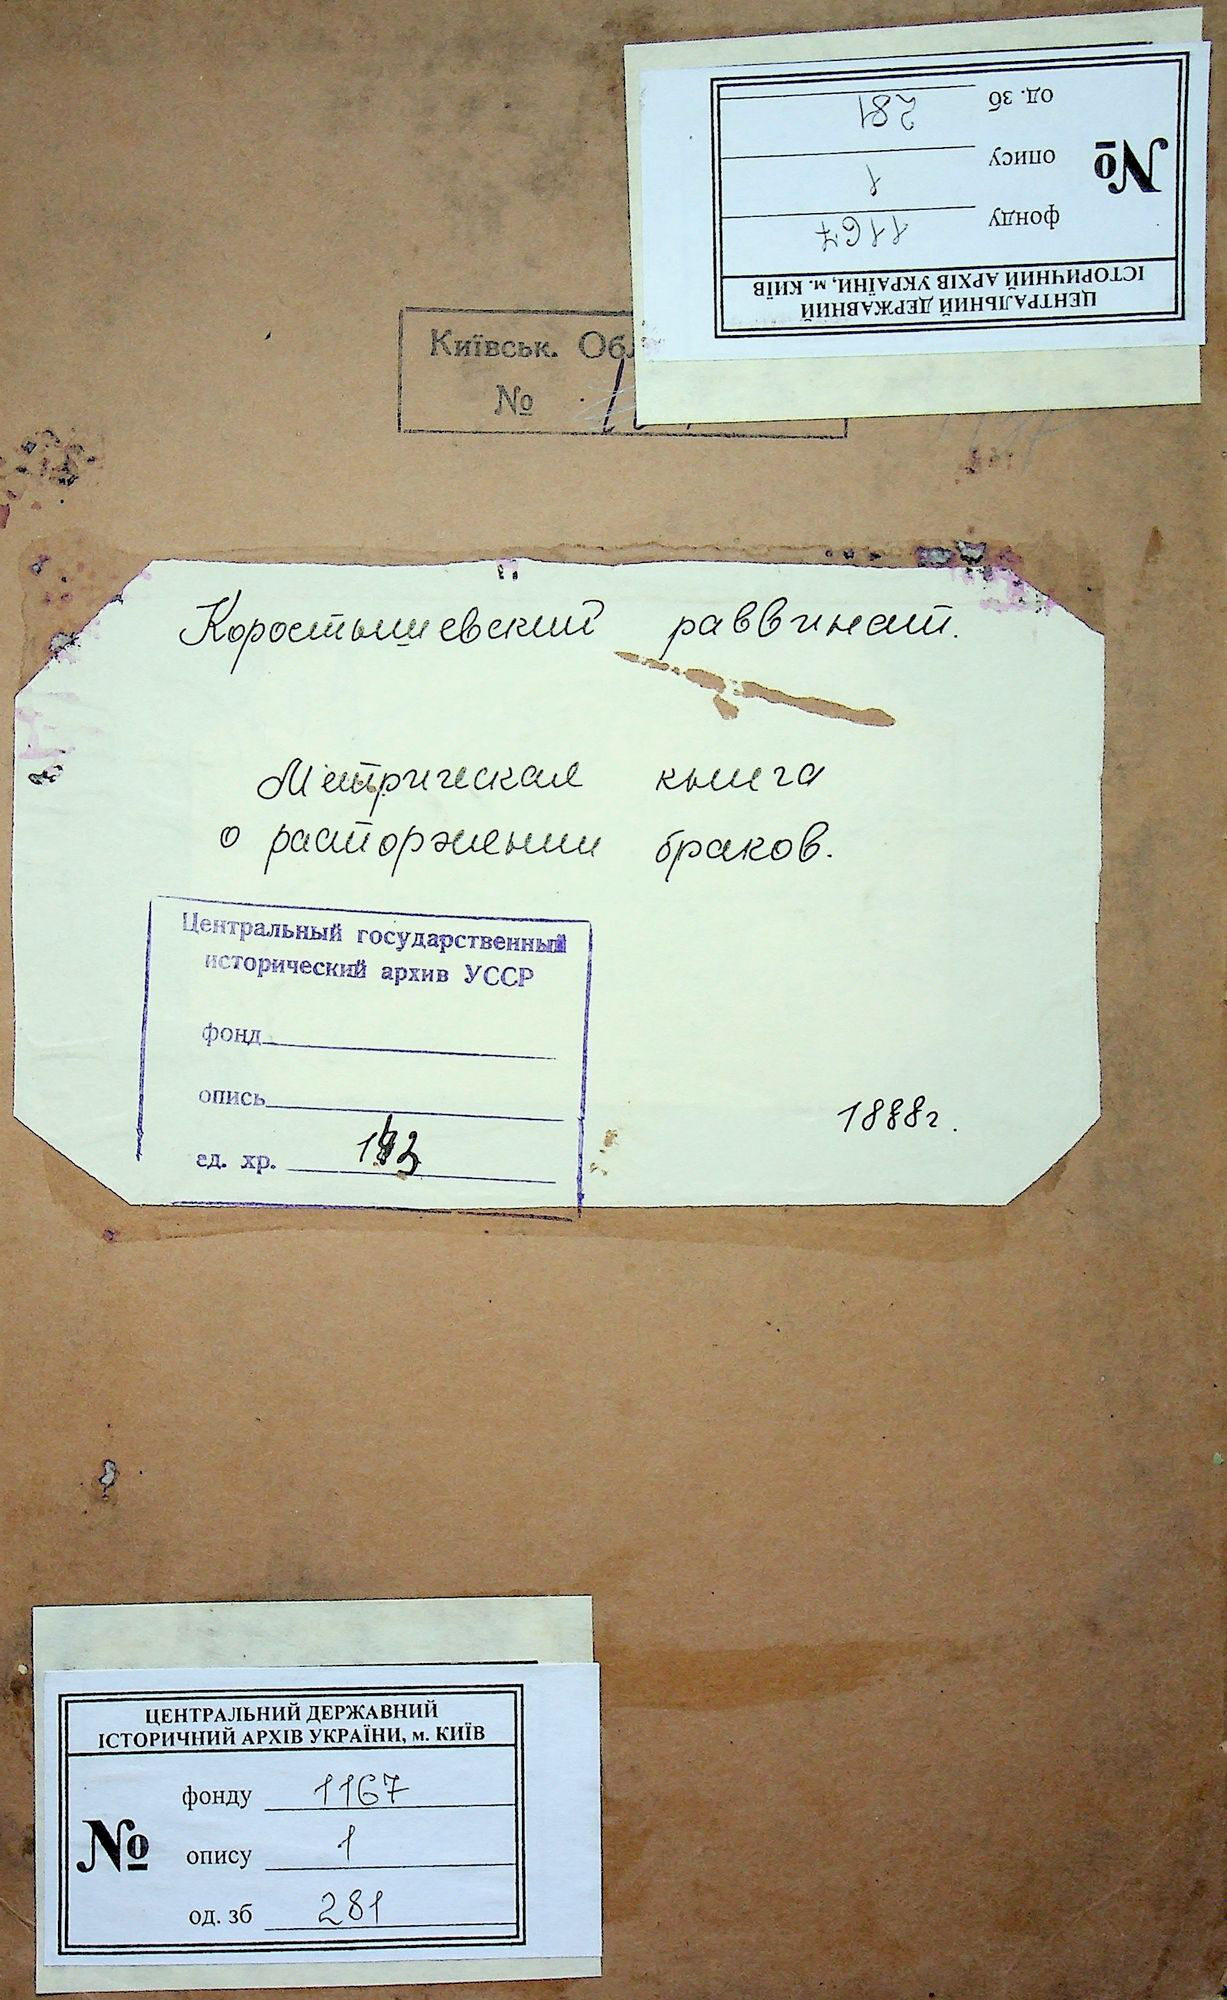 ЦЕНТРАЛЬНИЙ ДЕРЖАВНИЙ
ІСТОРИЧНИЙ АРХІВ УКРАЇНИ, м. КИЇВ
№
фонду 1167
опису 1
од. зб 281
Київськ. Об
№
Коростышевский раввинат.
Метрическая книга
о расторжении браков.
Центральный государственный
исторический архив УССР
фонд
опись
ед. хр.
1888г.
ЦЕНТРАЛЬНИЙ ДЕРЖАВНИЙ
ІСТОРИЧНИЙ АРХІВ УКРАЇНИ, м. КИЇВ
№
фонду 1167
опису 1
од. зб 281